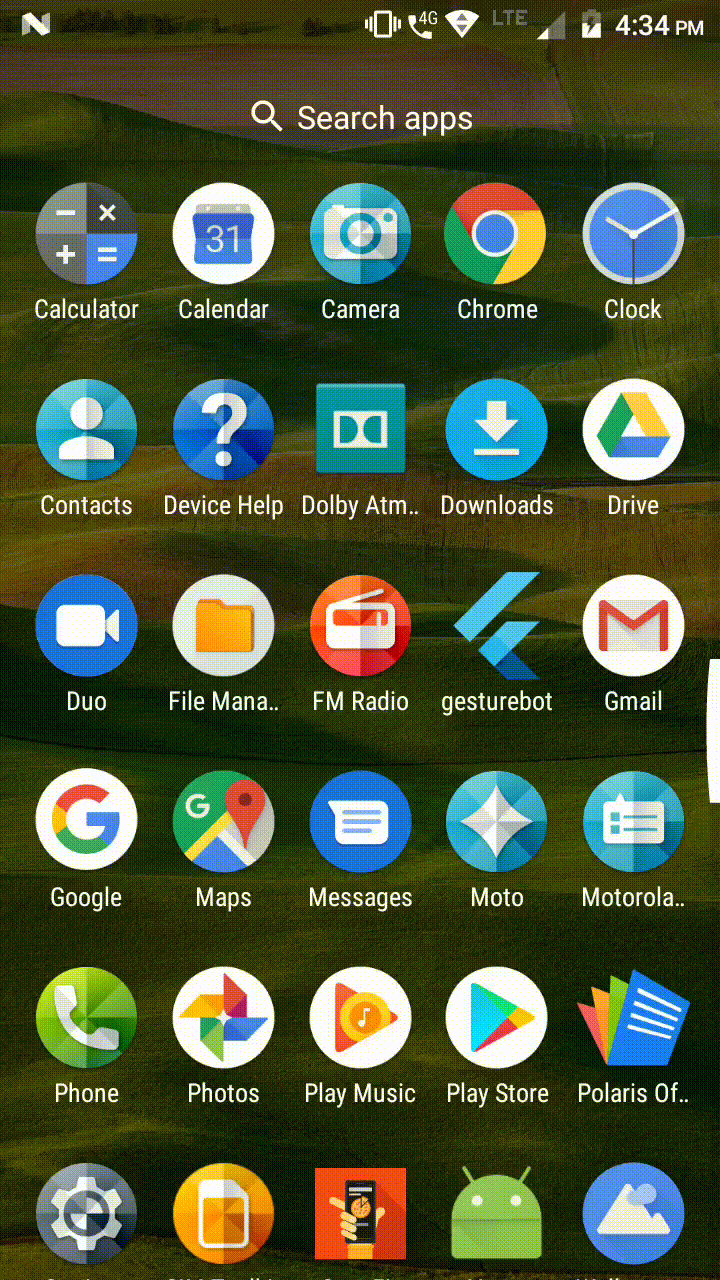 4G LTE 4:34 PM
Search apps
31
Calculator Calendar Camera Chrome Clock
Contacts Device Help Dolby Atm.. Downloads Drive
Duo File Mana.. FM Radio gesturebot Gmail
G
Google Maps Messages Moto Motorola..
Phone Photos Play Music Play Store Polaris Of..